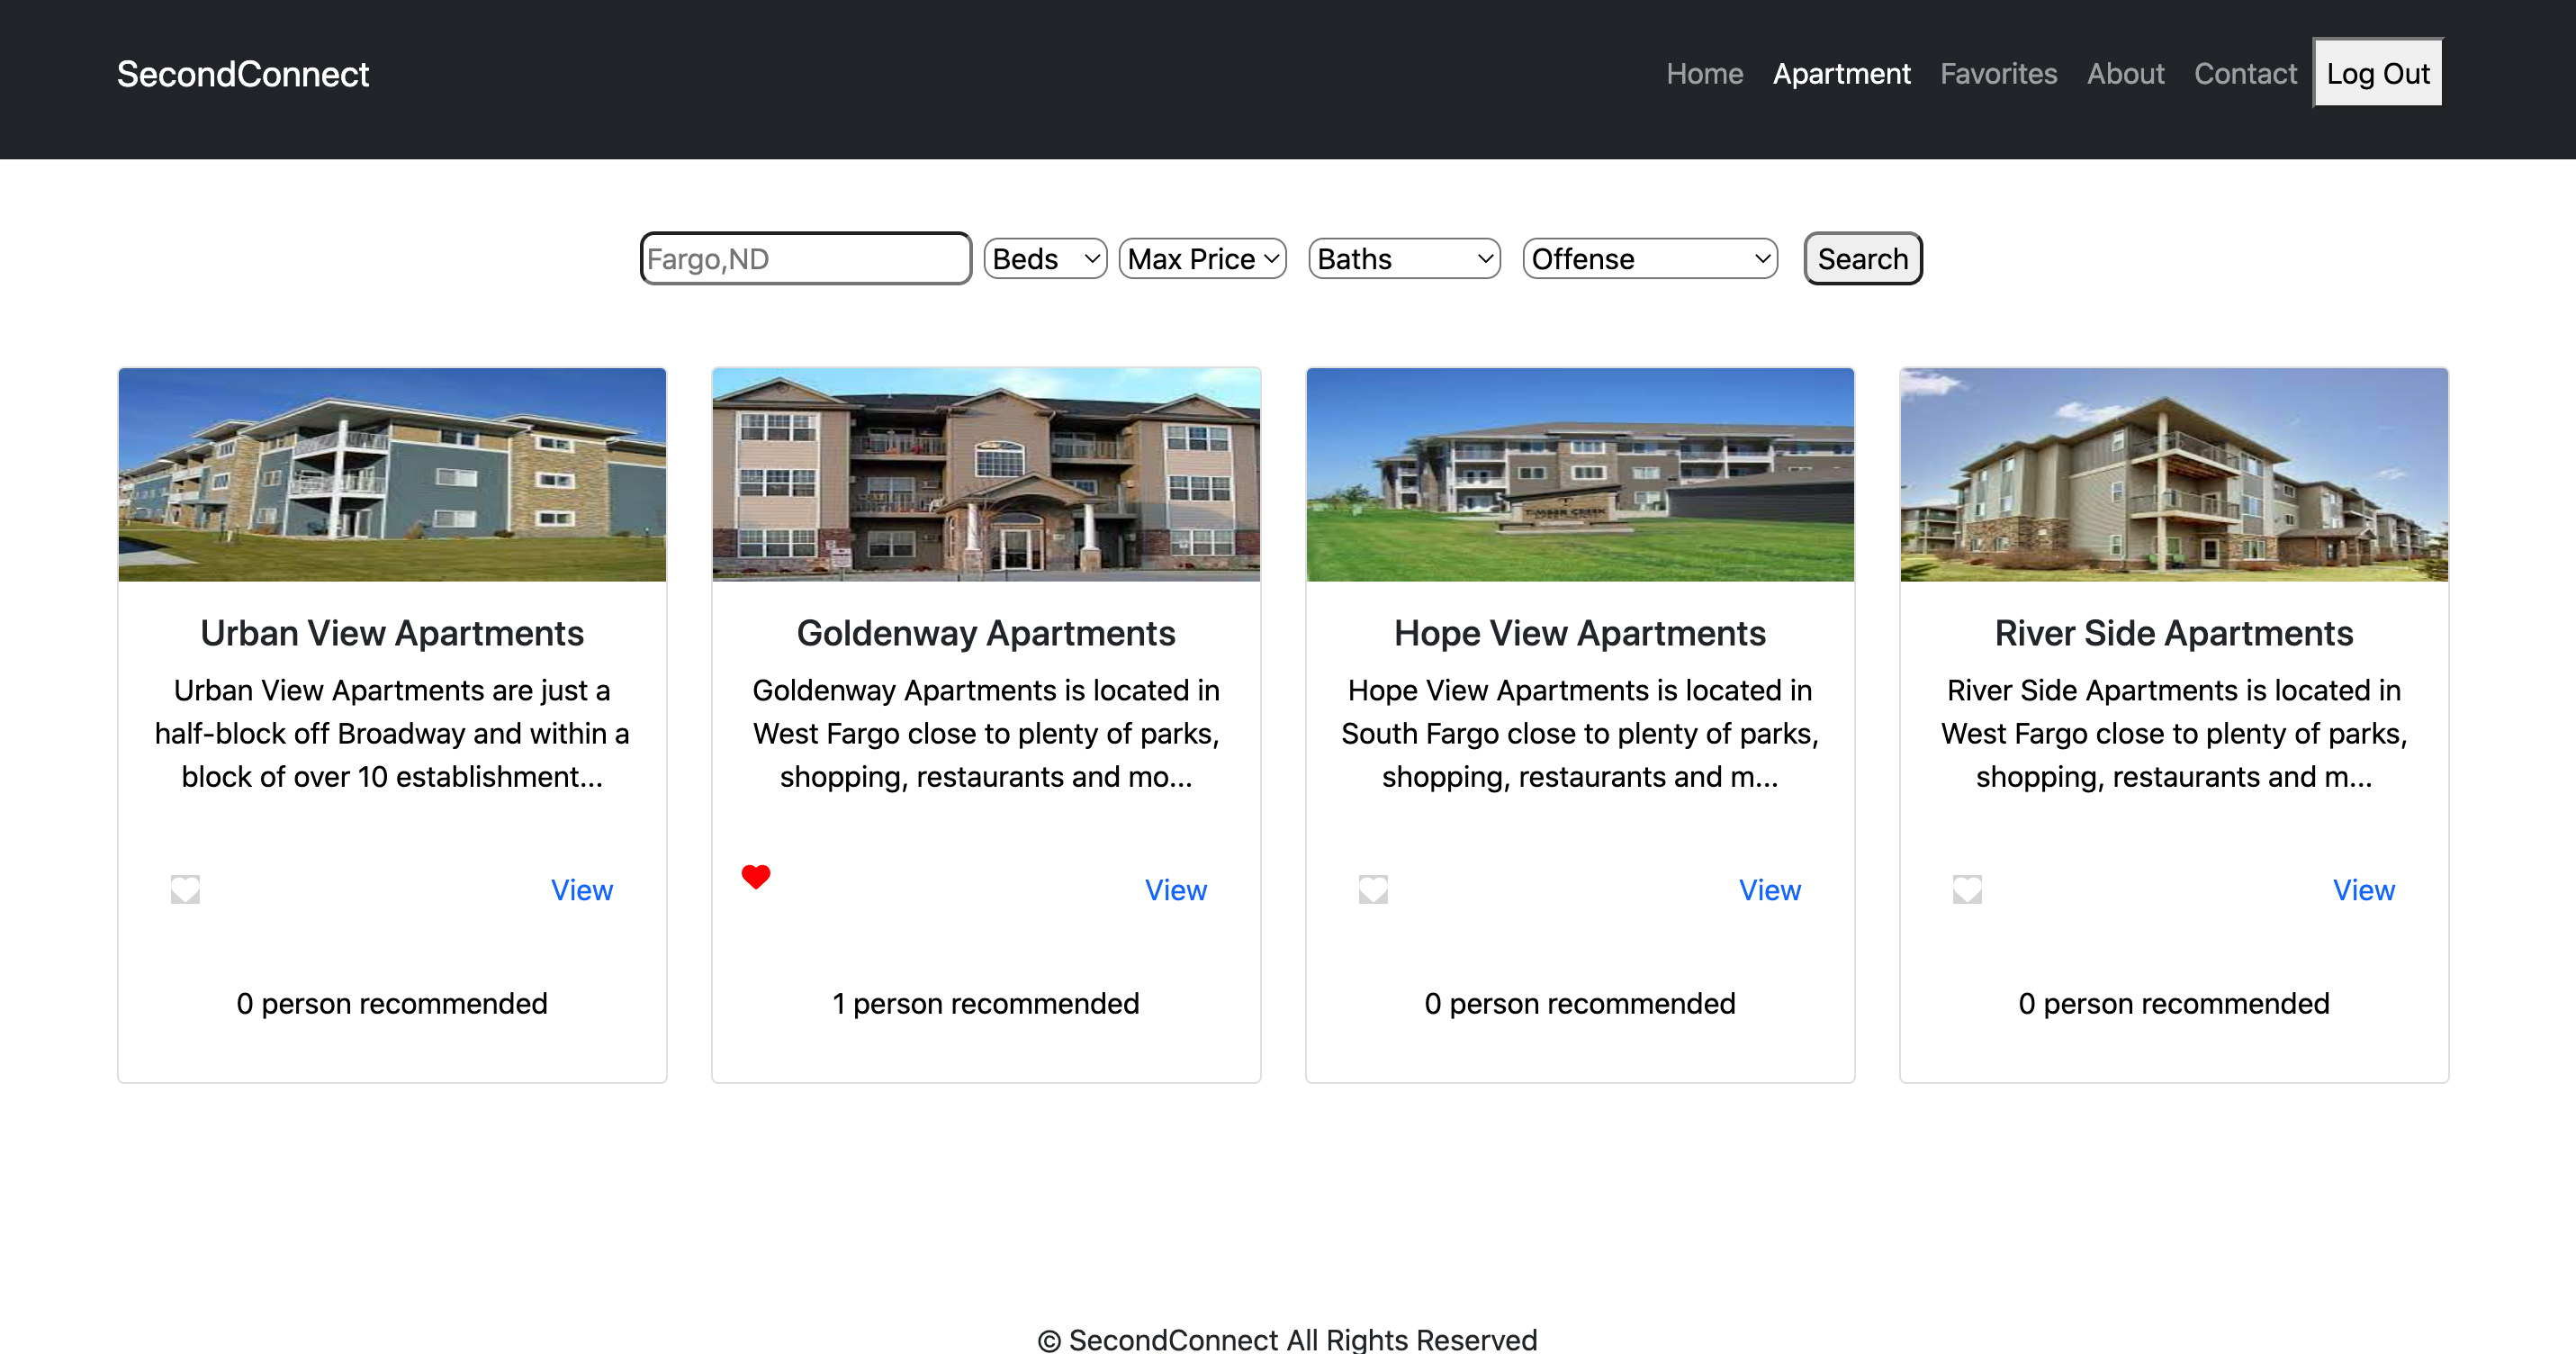 SecondConnect
Home Apartment Favorites About Contact Log Out
Fargo,ND Beds Max Price Baths Offense Search
TIMBER CREEK
Urban View Apartments
Urban View Apartments are just a
half-block off Broadway and within a
block of over 10 establishment...
View
0 person recommended
Goldenway Apartments
Goldenway Apartments is located in
West Fargo close to plenty of parks,
shopping, restaurants and mo...
View
1 person recommended
Hope View Apartments
Hope View Apartments is located in
South Fargo close to plenty of parks,
shopping, restaurants and m...
View
0 person recommended
River Side Apartments
River Side Apartments is located in
West Fargo close to plenty of parks,
shopping, restaurants and m...
View
0 person recommended
© SecondConnect All Rights Reserved